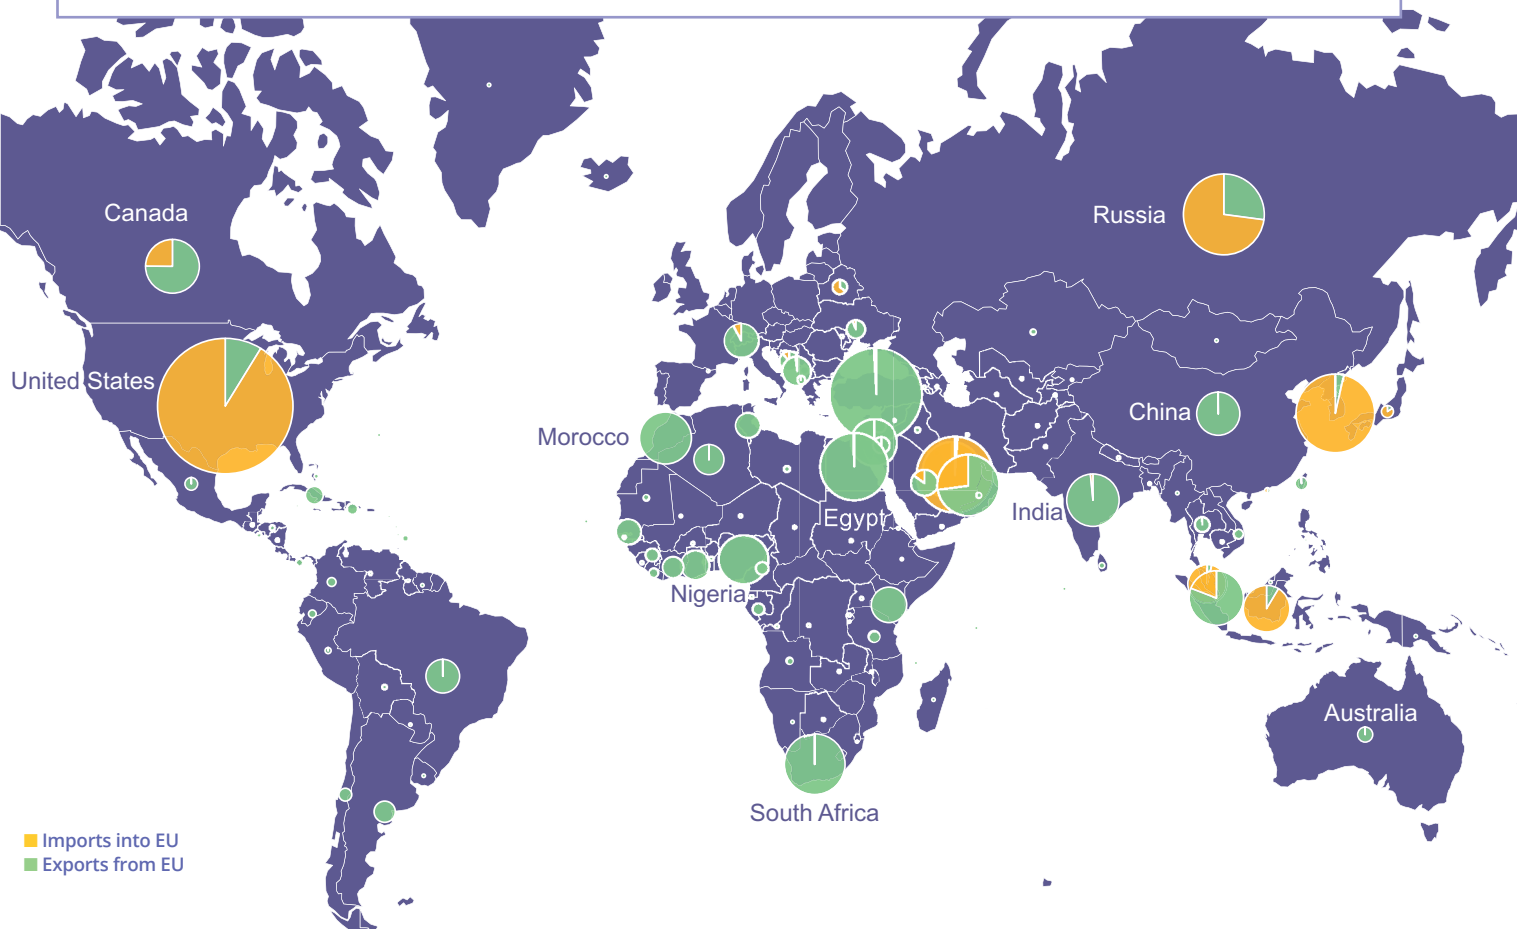 Canada
Russia
United States
China
Morocco
India
Egypt
Nigeria
Australia
South Africa
Imports into EU
Exports from EU